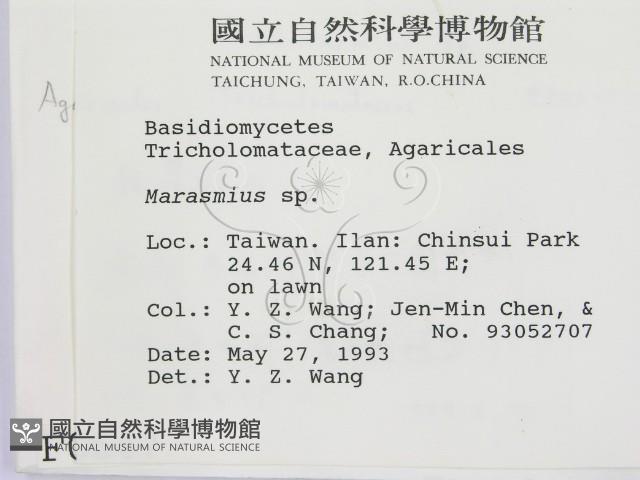 國立自然科學博物館
NATIONAL MUSEUM OF NATURAL SCIENCE
TAICHUNG, TAIWAN, R.O.CHINA
Basidiomycetes
Tricholomataceae, Agaricales
Marasmius sp.
Loc.: Taiwan. Ilan: Chinsui Park
24.46 N, 121.45 E;
on lawn
Col.: Y. Z. Wang; Jen-Min Chen, &
C. S. Chang; No. 93052707
Date: May 27, 1993
Det.: Y. Z. Wang
國立自然科學博物館
NATIONAL MUSEUM OF NATURAL SCIENCE